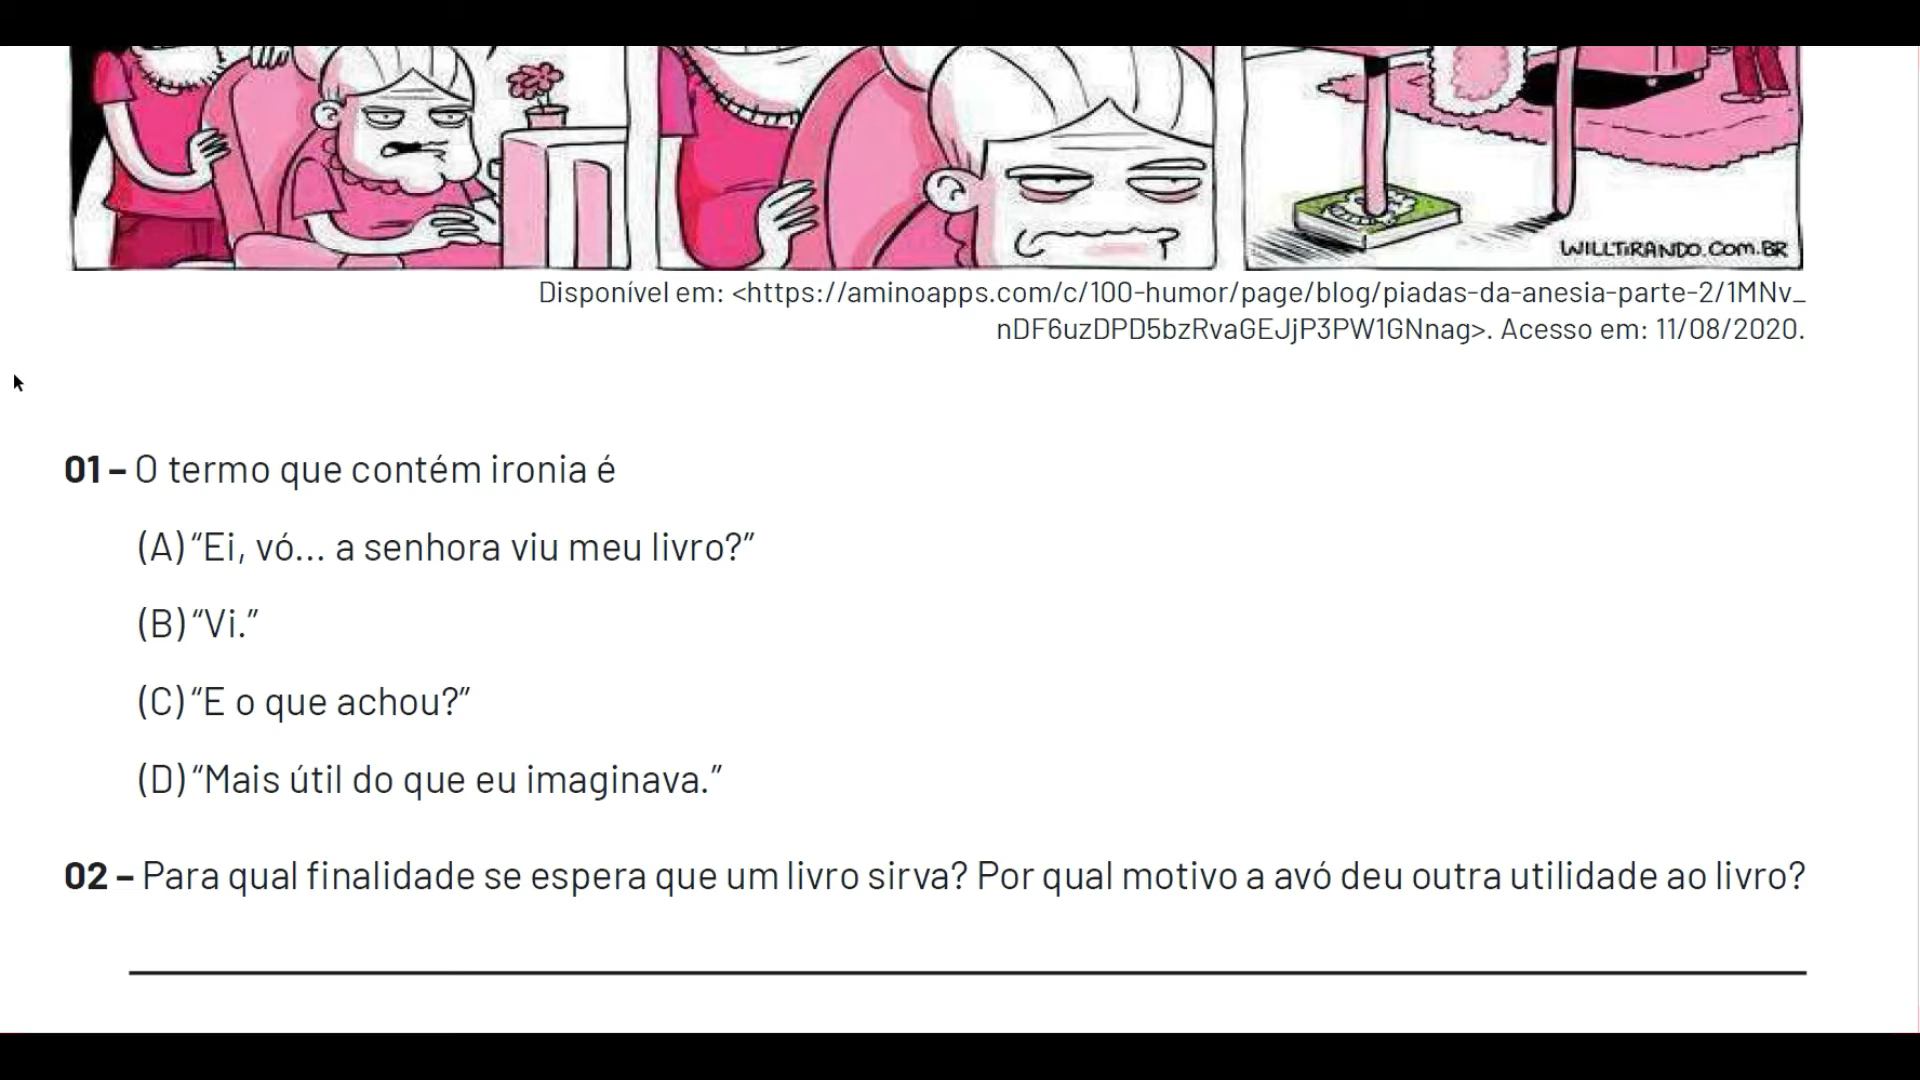 WILLTIRANDO.COM.BR
Disponível em: <https://aminoapps.com/c/100-humor/page/blog/piadas-da-anesia-parte-2/1MNv_
nDF6uzDPD5bzRvaGEJjP3PW1GNnag>. Acesso em: 11/08/2020.
01 – O termo que contém ironia é
(A) “Ei, vó... a senhora viu meu livro?”
(B) “Vi.”
(C) “E o que achou?”
(D) “Mais útil do que eu imaginava.”
02 – Para qual finalidade se espera que um livro sirva? Por qual motivo a avó deu outra utilidade ao livro?